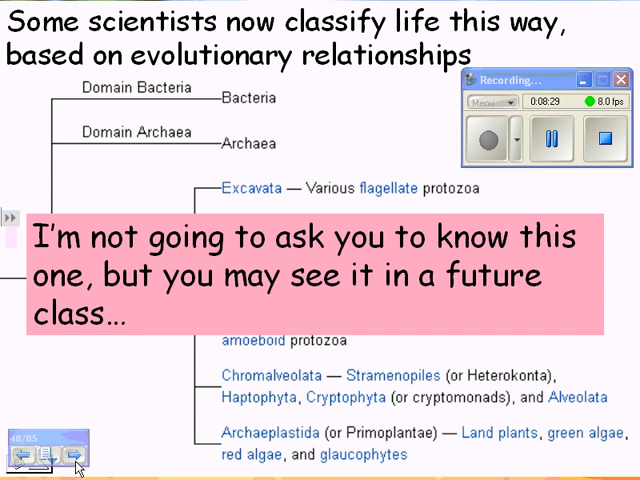 Some scientists now classify life this way,
based on evolutionary relationships
Domain Bacteria
Bacteria
Recording...
Menu 0:08:29 8.0 fps
Domain Archaea
Archaea
Excavata — Various flagellate protozoa
I'm not going to ask you to know this
one, but you may see it in a future
class...
amoeboid protozoa
Chromalveolata — Stramenopiles (or Heterokonta),
Haptophyta, Cryptophyta (or cryptomonads), and Alveolata
Archaeplastida (or Primoplantae) — Land plants, green algae,
red algae, and glaucophytes
48/85